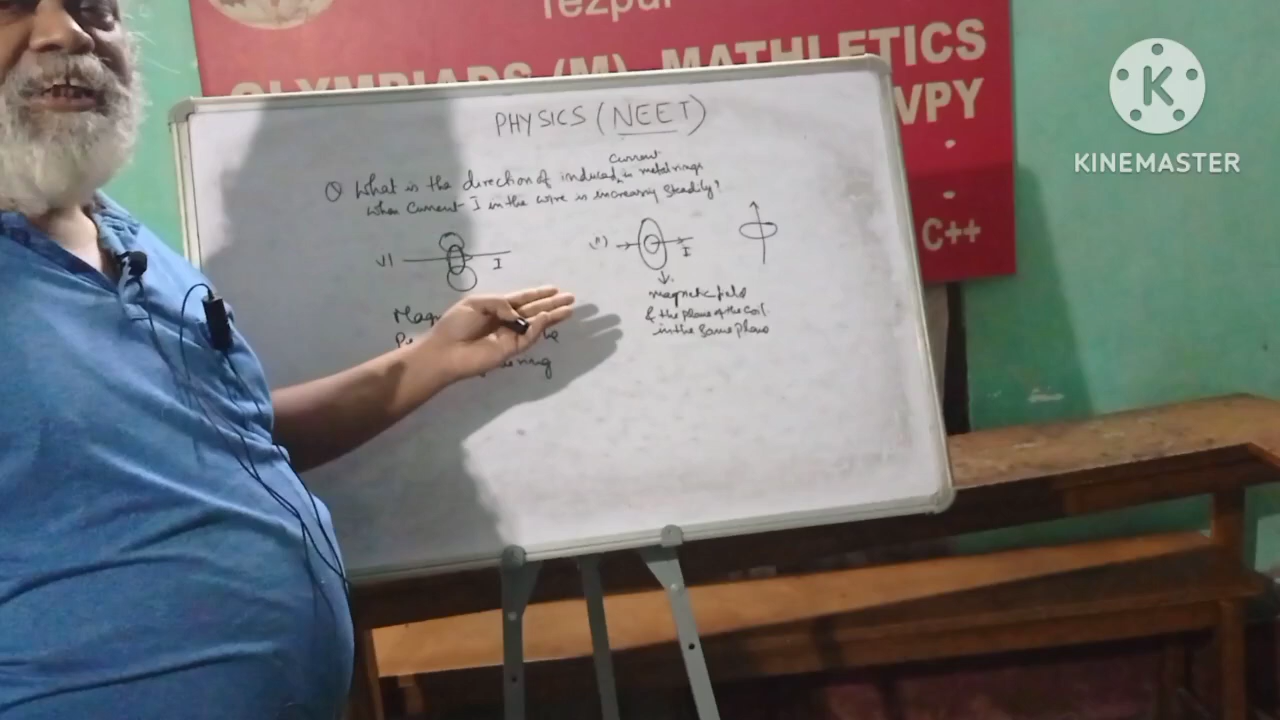 Tezpur
OLYMPIADS (M), MATHLETICS
VPY
C++
KINEMASTER
PHYSICS (NEET)
Current
Q What is the direction of induced in metal rings
when current I in the wire is increasing steadily?
I
I
magnetic field
& the plane of the coil
in the same plane
ring